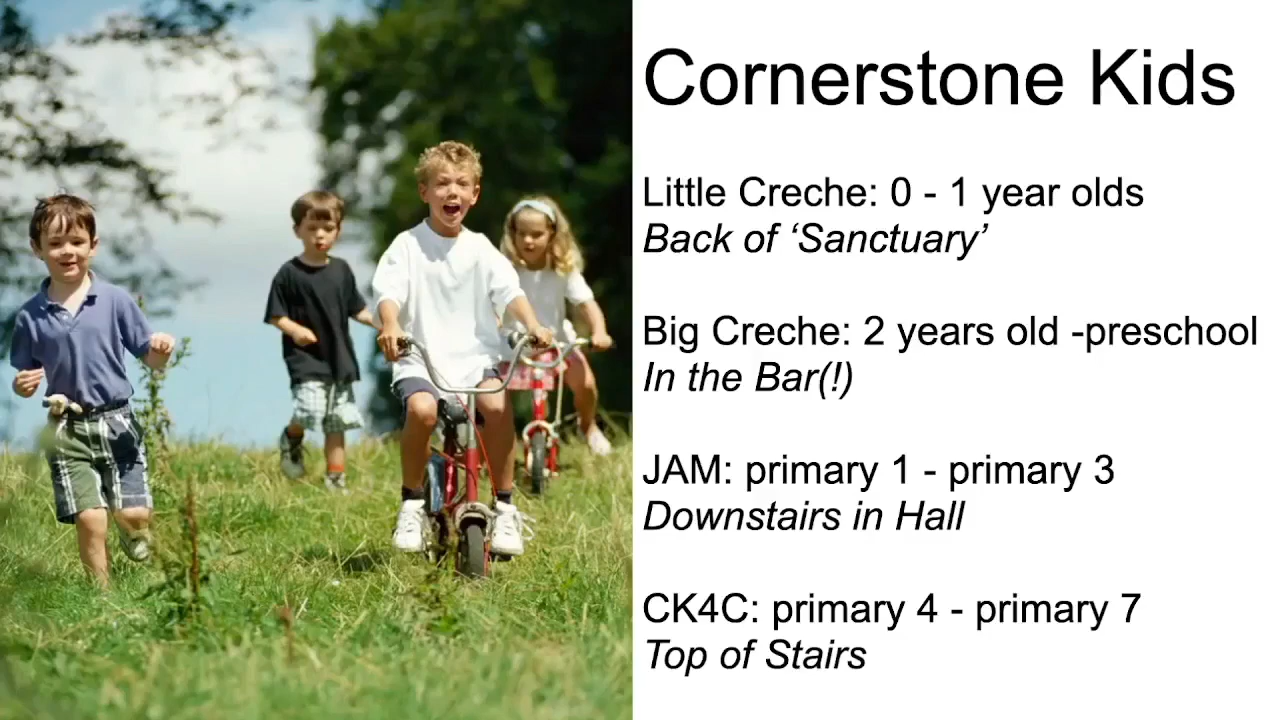 Cornerstone Kids
Little Creche: 0 - 1 year olds
Back of ‘Sanctuary’
Big Creche: 2 years old -preschool
In the Bar(!)
JAM: primary 1 - primary 3
Downstairs in Hall
CK4C: primary 4 - primary 7
Top of Stairs